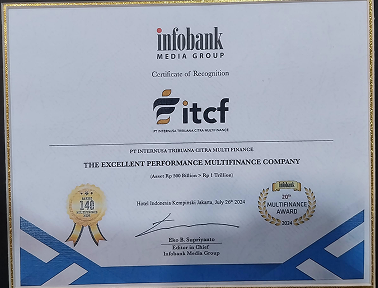 infobank
MEDIA GROUP
Certificate of Recognition
itcf
PT INTERNUSA TRIBUANA CITRA MULTIFINANCE
PT INTERNUSA TRIBUANA CITRA MULTI FINANCE
THE EXCELLENT PERFORMANCE MULTIFINANCE COMPANY
(Asset Rp 500 Billion > Rp 1 Trillion)
Hotel Indonesia Kempinski Jakarta, July 26th 2024
148
infobank
20th
MULTIFINANCE
AWARD
2024
Eko B. Supriyanto
Editor in Chief
Infobank Media Group